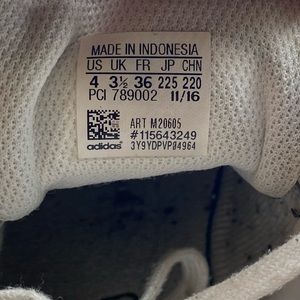 MADE IN INDONESIA
US UK FR JP CHN
4 3½ 36 225 220
PCI 789002 11/16
ART M20605
#115643249
adidas 3Y9YDPVP04964